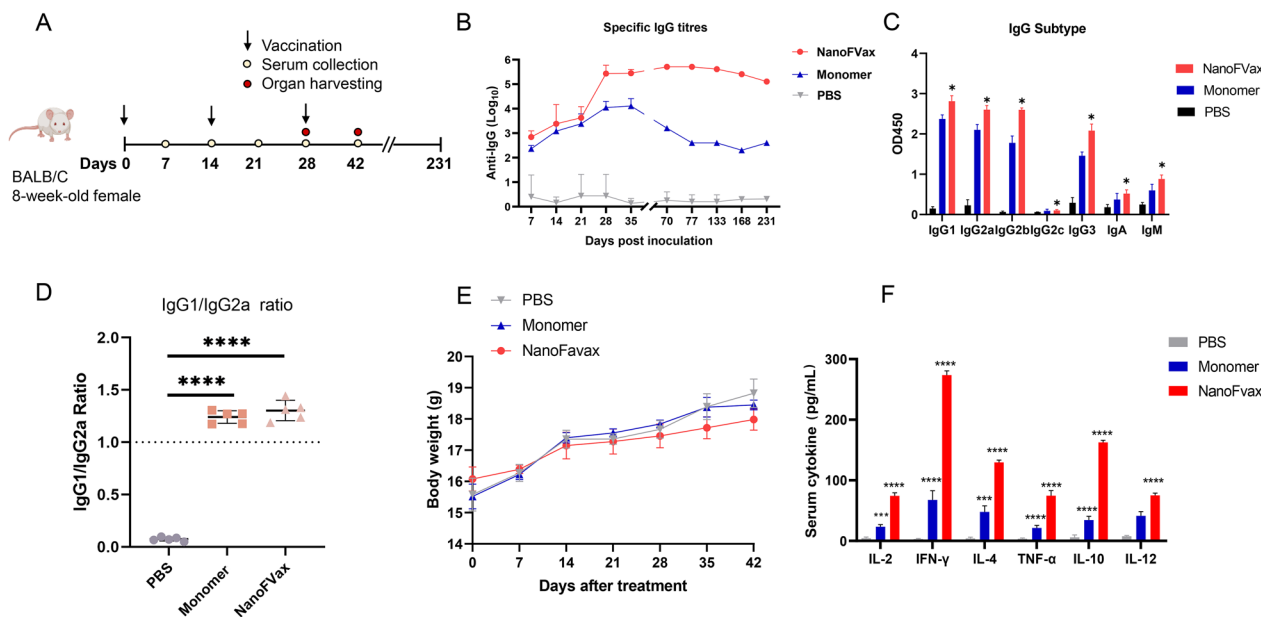 A
Vaccination
Serum collection
Organ harvesting
Days 0 7 14 21 28 42 231
BALB/C
8-week-old female
B
Specific IgG titres
NanoFVax
Monomer
PBS
Anti-IgG (Log10)
6
5
4
3
2
1
0
7 14 21 28 35 70 77 133 168 231
Days post inoculation
C
IgG Subtype
NanoFVax
Monomer
PBS
OD450
4
3
2
1
0
* * * * * * *
IgG1 IgG2a IgG2b IgG2c IgG3 IgA IgM
D
IgG1/IgG2a ratio
IgG1/IgG2a Ratio
2.0
1.5
1.0
0.5
0.0
****
****
PBS
Monomer
NanoFVax
E
PBS
Monomer
NanoFavax
Body weight (g)
20
19
18
17
16
15
14
0 7 14 21 28 35 42
Days after treatment
F
PBS
Monomer
NanoFvax
Serum cytokine (pg/mL)
300
200
100
0
*** **** **** **** *** **** **** **** **** **** ****
IL-2 IFN-γ IL-4 TNF-α IL-10 IL-12